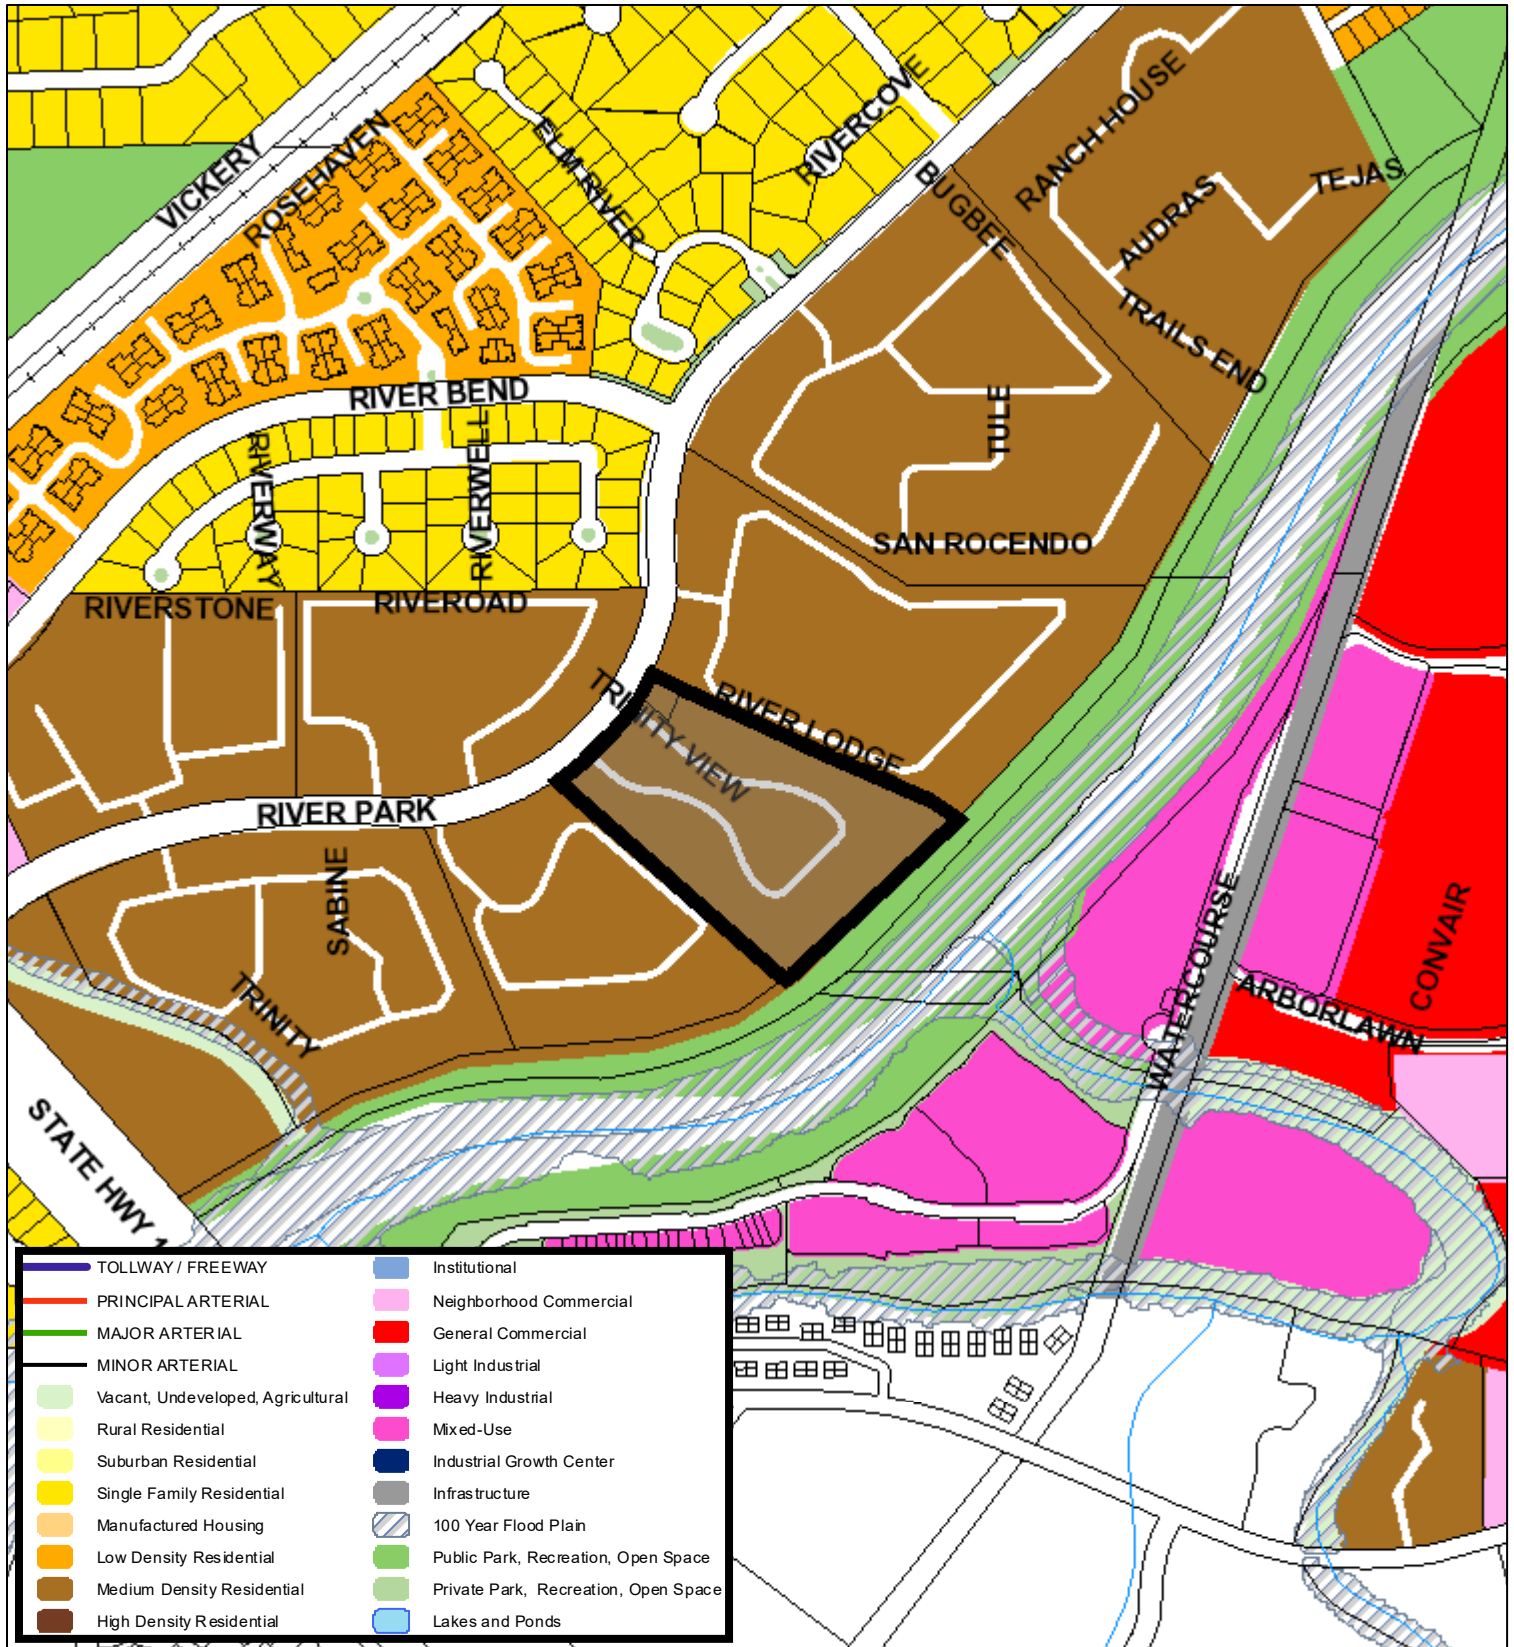 VICKERY
ROSEHAVEN
ELM RIVER
RIVERCOVE
BUGBEE
RANCH HOUSE
AUDRAS
TEJAS
TRAILS END
RIVER BEND
TULE
RIVERWAY
RIVERWELL
SAN ROCENDO
RIVERSTONE
RIVEROAD
TRINITY VIEW
RIVER LODGE
RIVER PARK
SABINE
TRINITY
WATERCOURSE
CONVAIR
ARBORLAWN
STATE HWY 1
TOLLWAY / FREEWAY
PRINCIPAL ARTERIAL
MAJOR ARTERIAL
MINOR ARTERIAL
Vacant, Undeveloped, Agricultural
Rural Residential
Suburban Residential
Single Family Residential
Manufactured Housing
Low Density Residential
Medium Density Residential
High Density Residential
Institutional
Neighborhood Commercial
General Commercial
Light Industrial
Heavy Industrial
Mixed-Use
Industrial Growth Center
Infrastructure
100 Year Flood Plain
Public Park, Recreation, Open Space
Private Park, Recreation, Open Space
Lakes and Ponds